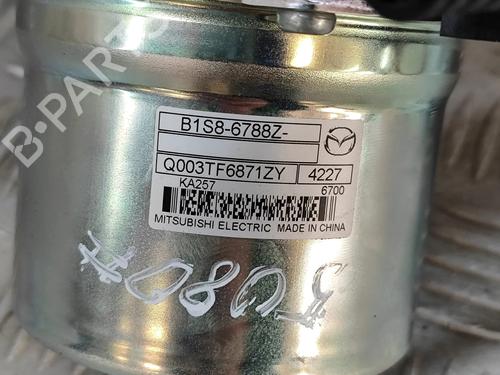 B1S8-6788Z-
Q003TF6871ZY 4227
KA257 6700
MITSUBISHI ELECTRIC MADE IN CHINA
B-PARTS